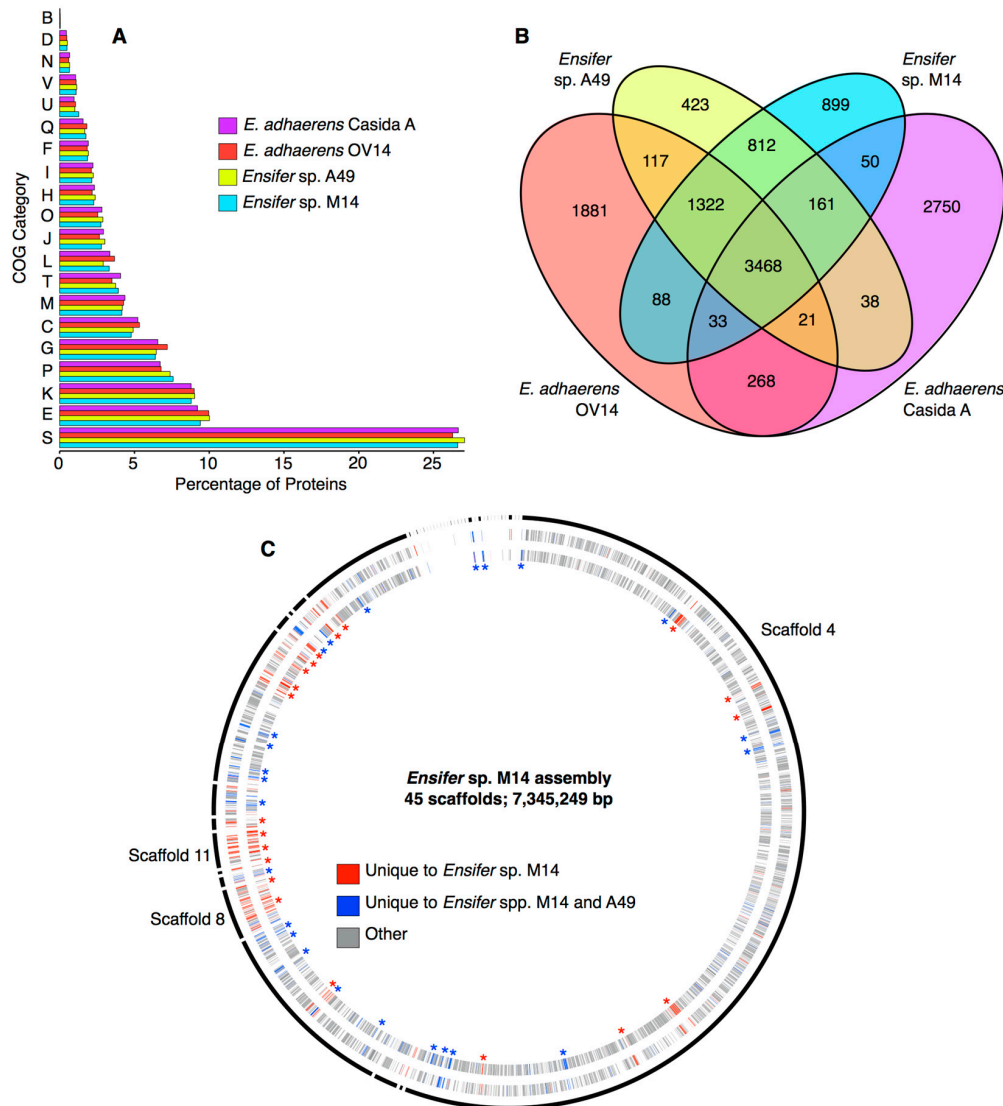 A
B
D
N
V
U
Q
F
I
H
O
J
L
T
M
C
G
P
K
E
S
COG Category
0
5
10
15
20
25
Percentage of Proteins
E. adhaerens Casida A
E. adhaerens OV14
Ensifer sp. A49
Ensifer sp. M14
B
Ensifer
sp. A49
Ensifer
sp. M14
423
899
117
812
50
1881
1322
161
2750
3468
88
38
33
21
268
E. adhaerens
OV14
E. adhaerens
Casida A
C
Scaffold 4
Ensifer sp. M14 assembly
45 scaffolds; 7,345,249 bp
Scaffold 11
Unique to Ensifer sp. M14
Unique to Ensifer spp. M14 and A49
Other
Scaffold 8